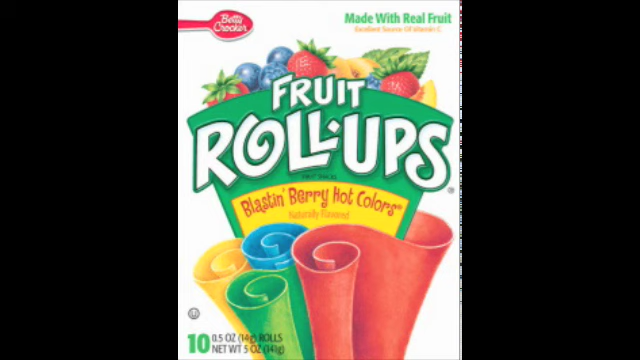 Betty
Crocker
Made With Real Fruit
Excellent Source Of Vitamin C
FRUIT
ROLL·UPS
FRUIT SNACKS
Blastin' Berry Hot Colors®
Naturally Flavored
®
U
10 0.5 OZ (14g) ROLLS
NET WT 5 OZ (141g)